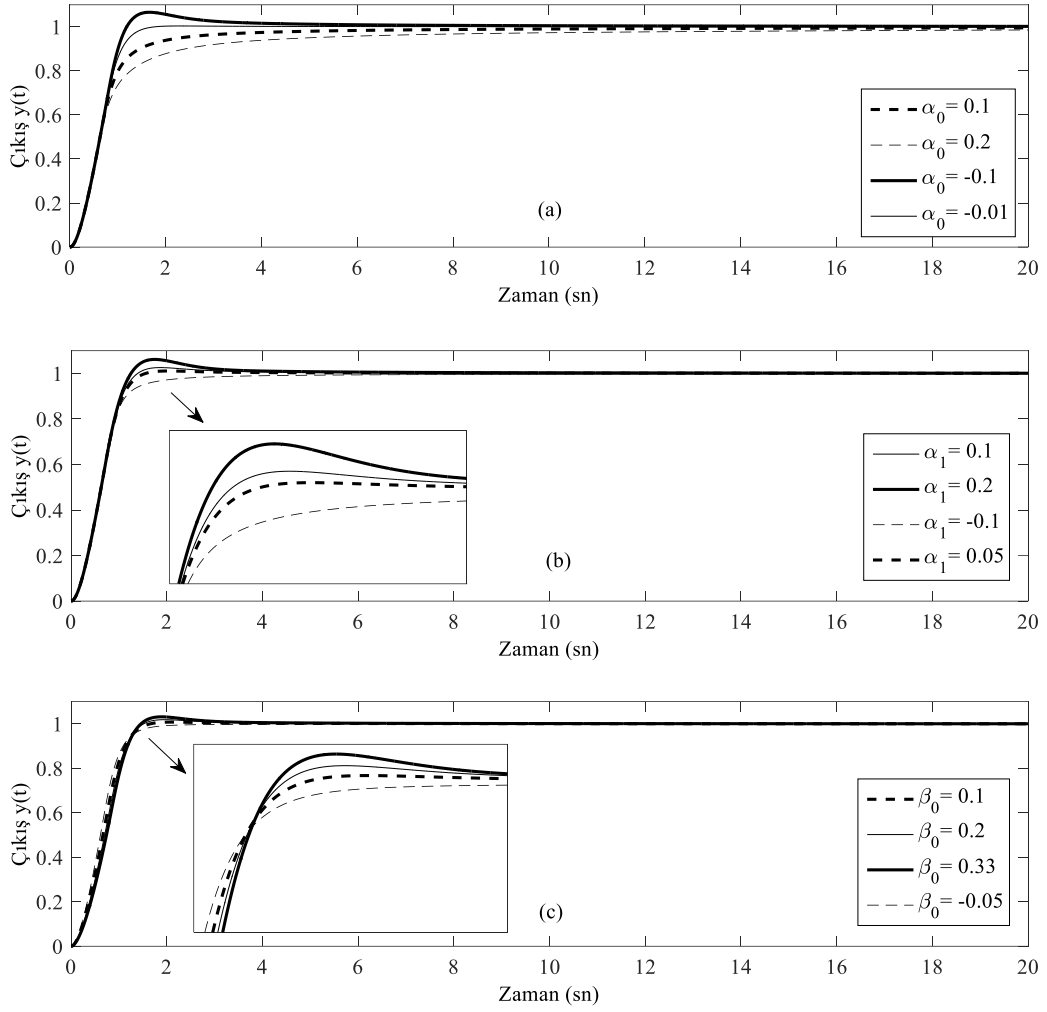 1
0.8
0.6
0.4
0.2
0
Çıkış y(t)
α0= 0.1
α0= 0.2
α0= -0.1
α0= -0.01
(a)
0 2 4 6 8 10 12 14 16 18 20
Zaman (sn)
1
0.8
0.6
0.4
0.2
0
Çıkış y(t)
α1= 0.1
α1= 0.2
α1= -0.1
α1= 0.05
(b)
0 2 4 6 8 10 12 14 16 18 20
Zaman (sn)
1
0.8
0.6
0.4
0.2
0
Çıkış y(t)
β0= 0.1
β0= 0.2
β0= 0.33
β0= -0.05
(c)
0 2 4 6 8 10 12 14 16 18 20
Zaman (sn)